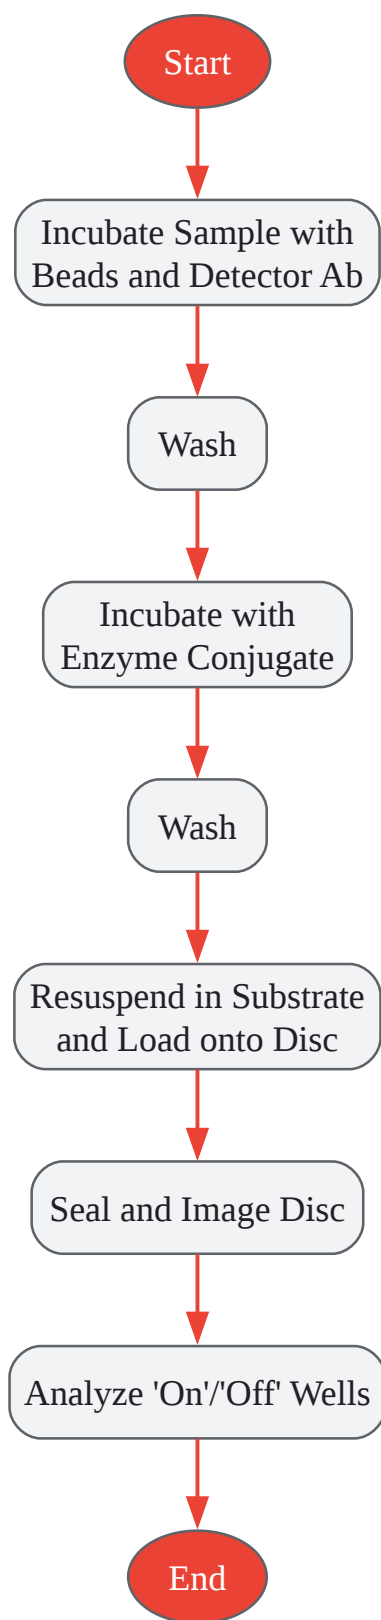 Start
Incubate Sample with
Beads and Detector Ab
Wash
Incubate with
Enzyme Conjugate
Wash
Resuspend in Substrate
and Load onto Disc
Seal and Image Disc
Analyze 'On'/'Off' Wells
End